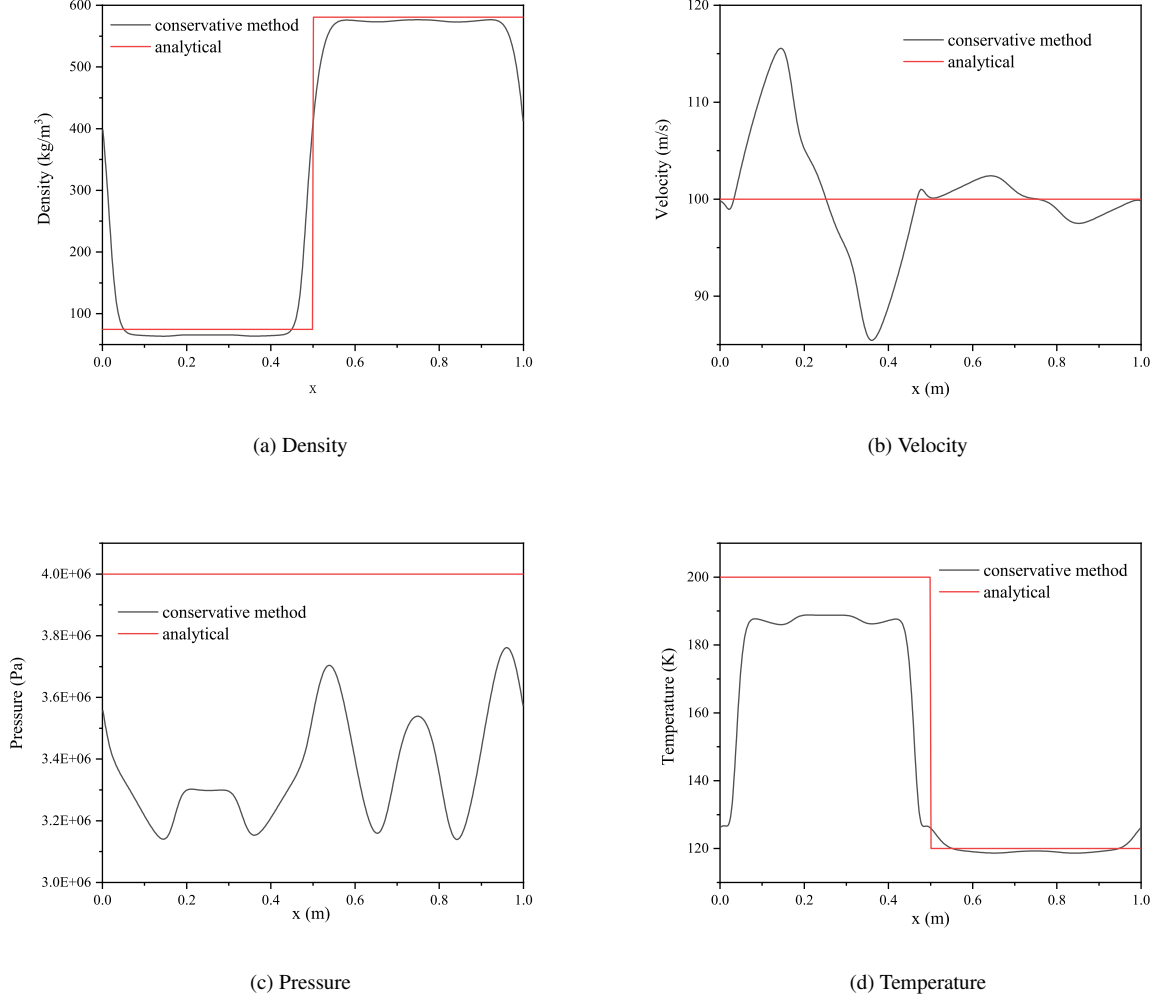 600
500
400
300
200
100
0.0 0.2 0.4 0.6 0.8 1.0
Density (kg/m³)
x
conservative method
analytical
(a) Density
120
110
100
90
0.0 0.2 0.4 0.6 0.8 1.0
Velocity (m/s)
x (m)
conservative method
analytical
(b) Velocity
4.0E+06
3.8E+06
3.6E+06
3.4E+06
3.2E+06
3.0E+06
0.0 0.2 0.4 0.6 0.8 1.0
Pressure (Pa)
x (m)
conservative method
analytical
(c) Pressure
200
180
160
140
120
0.0 0.2 0.4 0.6 0.8 1.0
Temperature (K)
x (m)
conservative method
analytical
(d) Temperature